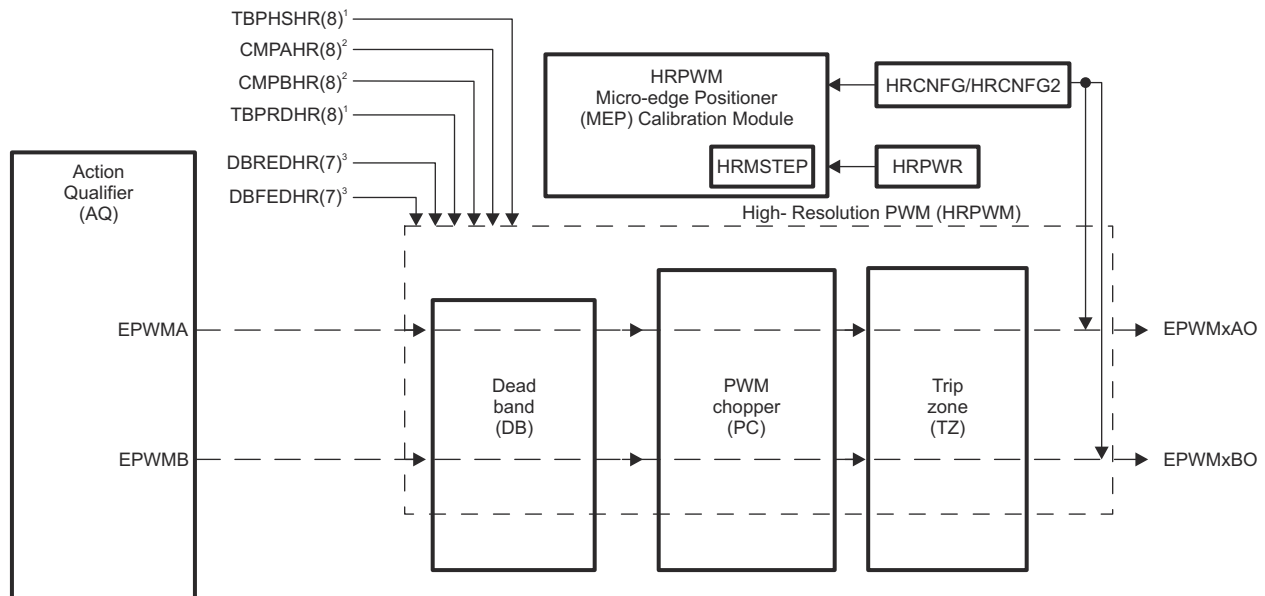 TBPHSHR(8)¹
CMPAHR(8)²
CMPBHR(8)²
TBPRDHR(8)¹
DBREDHR(7)³
DBFEDHR(7)³
HRPWM
Micro-edge Positioner
(MEP) Calibration Module
HRMSTEP
HRCNFG/HRCNFG2
HRPWR
High- Resolution PWM (HRPWM)
Action
Qualifier
(AQ)
EPWMA
EPWMB
Dead
band
(DB)
PWM
chopper
(PC)
Trip
zone
(TZ)
EPWMxAO
EPWMxBO